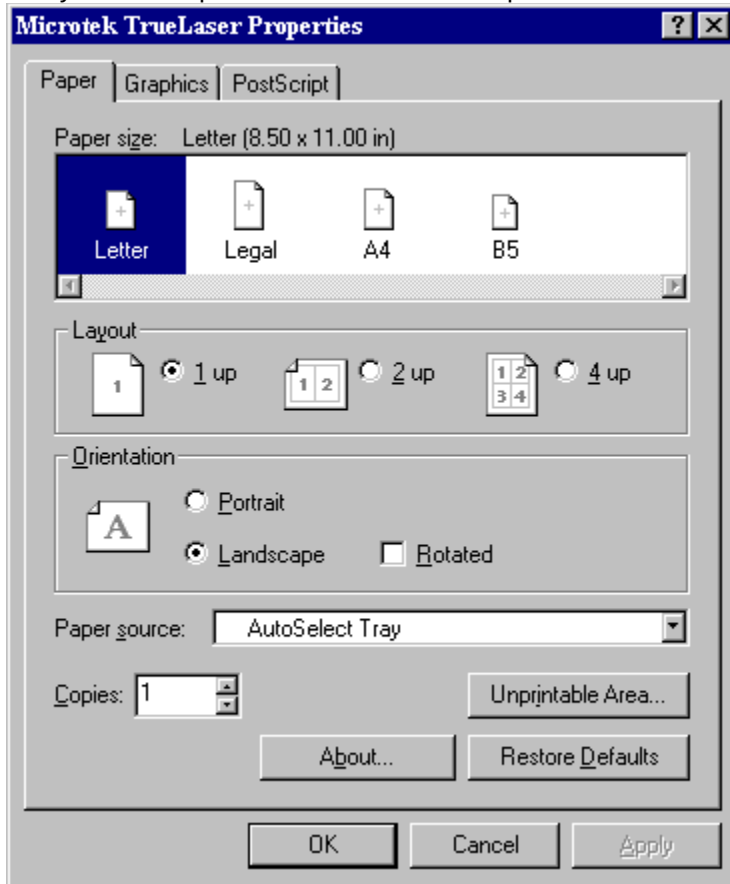 Microtek TrueLaser Properties
Paper Graphics PostScript
Paper size: Letter (8.50 x 11.00 in)
Letter Legal A4 B5
Layout
1 1 up 1 2 2 up 1 2 3 4 4 up
Orientation
A
Portrait
Landscape Rotated
Paper source: AutoSelect Tray
Copies: 1 Unprintable Area...
About... Restore Defaults
OK Cancel Apply